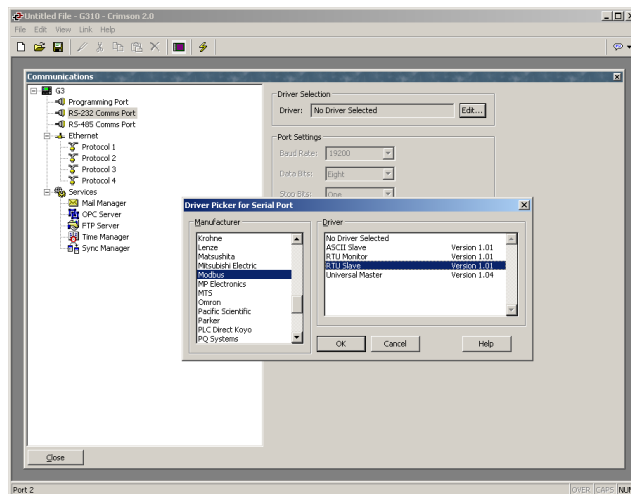 Untitled File - G310 - Crimson 2.0
File Edit View Link Help
Communications
G3
Programming Port
RS-232 Comms Port
RS-485 Comms Port
Ethernet
Protocol 1
Protocol 2
Protocol 3
Protocol 4
Services
Mail Manager
OPC Server
FTP Server
Time Manager
Sync Manager
Driver Selection
Driver: No Driver Selected Edit...
Port Settings
Baud Rate: 19200
Data Bits: Eight
Stop Bits: One
Driver Picker for Serial Port
Manufacturer
Krohne
Lenze
Matsushita
Mitsubishi Electric
Modbus
MP Electronics
MTS
Omron
Pacific Scientific
Parker
PLC Direct Koyo
PQ Systems
Driver
No Driver Selected
ASCII Slave Version 1.01
RTU Monitor Version 1.01
RTU Slave Version 1.01
Universal Master Version 1.04
OK Cancel Help
Close
Port 2 OVER CAPS NUM